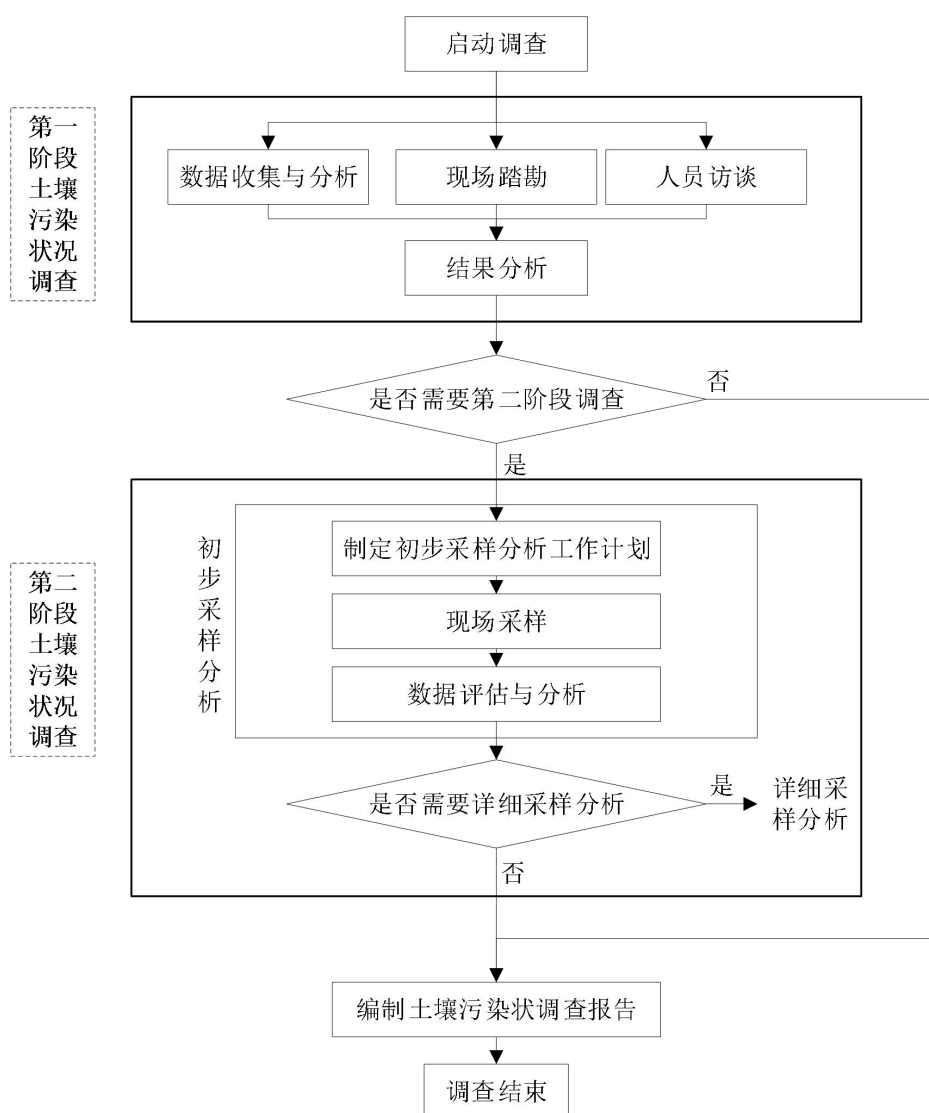 启动调查
第一
阶段
土壤
污染
状况
调查
数据收集与分析
现场踏勘
人员访谈
结果分析
是否需要第二阶段调查
否
是
第二
阶段
土壤
污染
状况
调查
初
步
采
样
分
析
制定初步采样分析工作计划
现场采样
数据评估与分析
是否需要详细采样分析
是
详细采
样分析
否
编制土壤污染状调查报告
调查结束